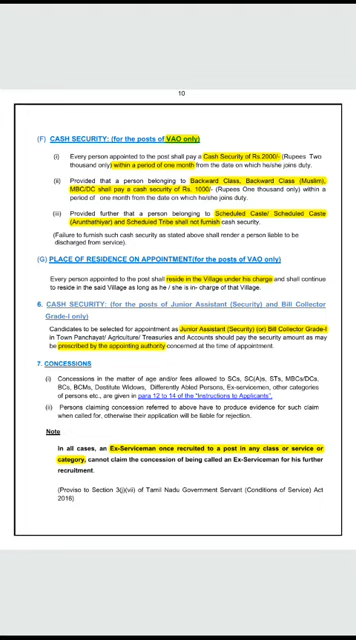 10
(F) CASH SECURITY: (for the posts of VAO only)
(i) Every person appointed to the post shall pay a Cash Security of Rs.2000/- (Rupees Two
thousand only) within a period of one month from the date on which he/she joins duty.
(ii) Provided that a person belonging to Backward Class, Backward Class (Muslim),
MBC/DC shall pay a cash security of Rs. 1000/- (Rupees One thousand only) within a
period of one month from the date on which he/she joins duty.
(iii) Provided further that a person belonging to Scheduled Caste/ Scheduled Caste
(Arunthathiyar) and Scheduled Tribe shall not furnish cash security.
(Failure to furnish such cash security as stated above shall render a person liable to be
discharged from service).
(G) PLACE OF RESIDENCE ON APPOINTMENT(for the posts of VAO only)
Every person appointed to the post shall reside in the Village under his charge and shall continue
to reside in the said Village as long as he / she is in- charge of that Village.
6. CASH SECURITY: (for the posts of Junior Assistant (Security) and Bill Collector
Grade-I only)
Candidates to be selected for appointment as Junior Assistant (Security) (or) Bill Collector Grade-I
in Town Panchayat/ Agriculture/ Treasuries and Accounts should pay the security amount as may
be prescribed by the appointing authority concerned at the time of appointment.
7. CONCESSIONS
(i) Concessions in the matter of age and/or fees allowed to SCs, SC(A)s, STs, MBCs/DCs,
BCs, BCMs, Destitute Widows, Differently Abled Persons, Ex-servicemen, other categories
of persons etc., are given in para 12 to 14 of the "Instructions to Applicants".
(ii) Persons claiming concession referred to above have to produce evidence for such claim
when called for, otherwise their application will be liable for rejection.
Note
In all cases, an Ex-Serviceman once recruited to a post in any class or service or
category, cannot claim the concession of being called an Ex-Serviceman for his further
recruitment.
(Proviso to Section 3(j)(vii) of Tamil Nadu Government Servant (Conditions of Service) Act
2016)